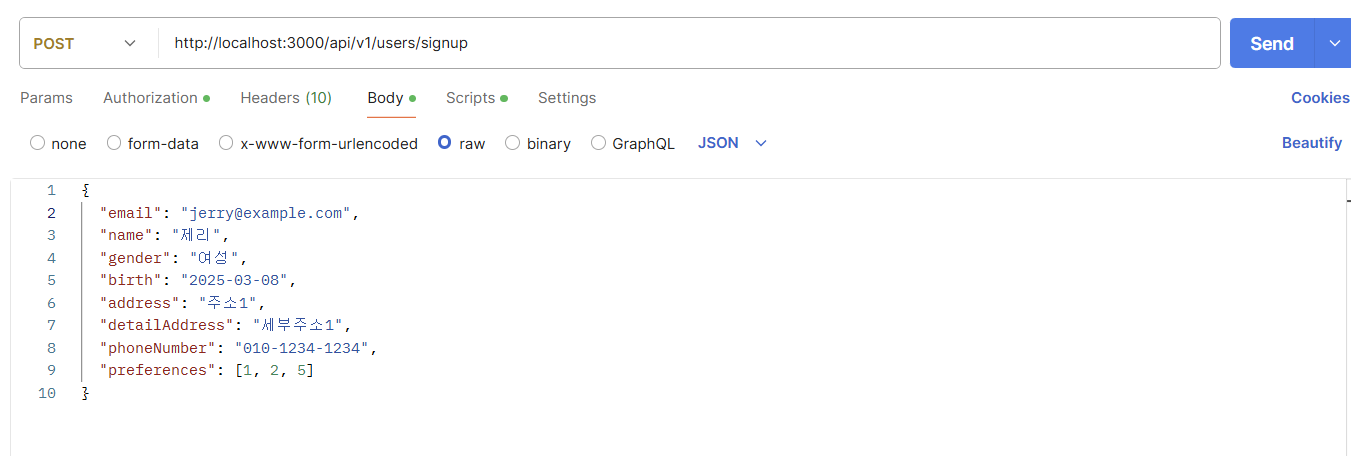 POST http://localhost:3000/api/v1/users/signup Send
Params Authorization Headers (10) Body Scripts Settings Cookies
none form-data x-www-form-urlencoded raw binary GraphQL JSON Beautify
1 {
2 "email": "jerry@example.com",
3 "name": "제리",
4 "gender": "여성",
5 "birth": "2025-03-08",
6 "address": "주소1",
7 "detailAddress": "세부주소1",
8 "phoneNumber": "010-1234-1234",
9 "preferences": [1, 2, 5]
10 }